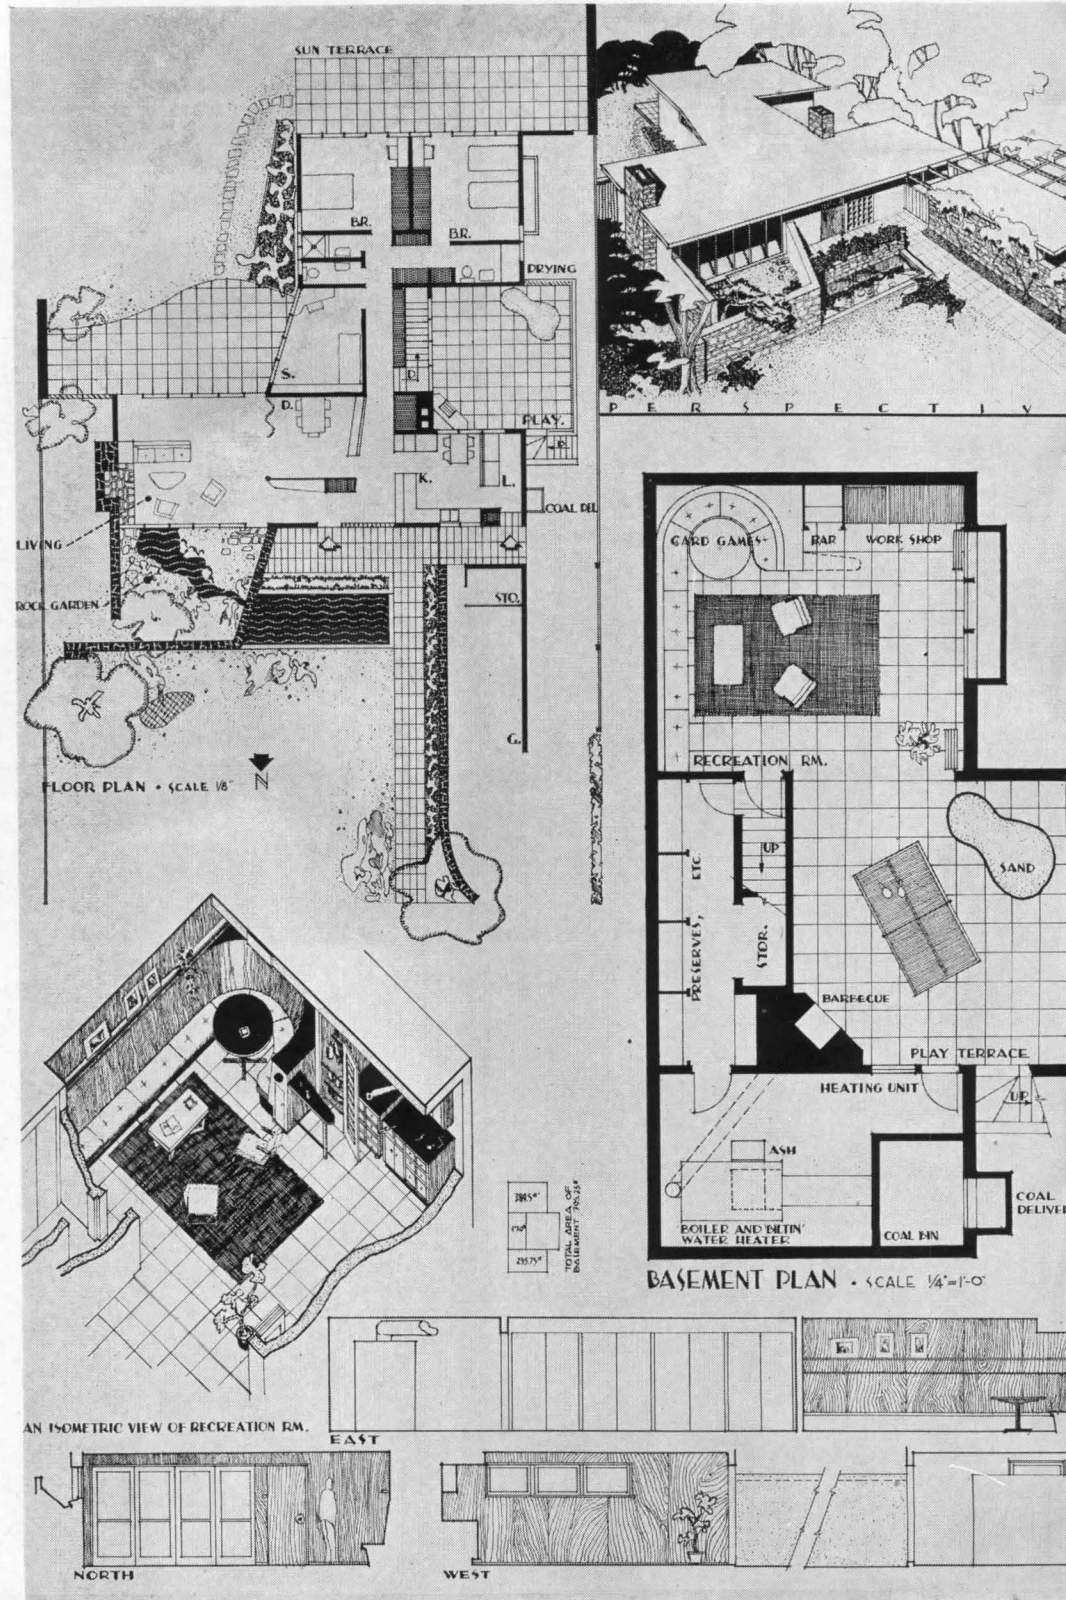 SUN TERRACE
B.R.
B.R.
DRYING
S.
D.
D.
PLAY.
K.
L.
COAL DEL
LIVING
ROCK GARDEN
STO.
G.
N
FLOOR PLAN • SCALE 1/8"
PERSPECTIV
CARD GAMES
BAR
WORK SHOP
RECREATION RM.
UP
PRESERVES, ETC
STOR.
SAND
BARBECUE
PLAY TERRACE
HEATING UNIT
UP
ASH
BOILER AND 'BILTIN'
WATER HEATER
COAL BIN
COAL
DELIVER
BASEMENT PLAN • SCALE 1/4"=1'-0"
TOTAL AREA OF
BASEMENT
AN ISOMETRIC VIEW OF RECREATION RM.
EAST
NORTH
WEST